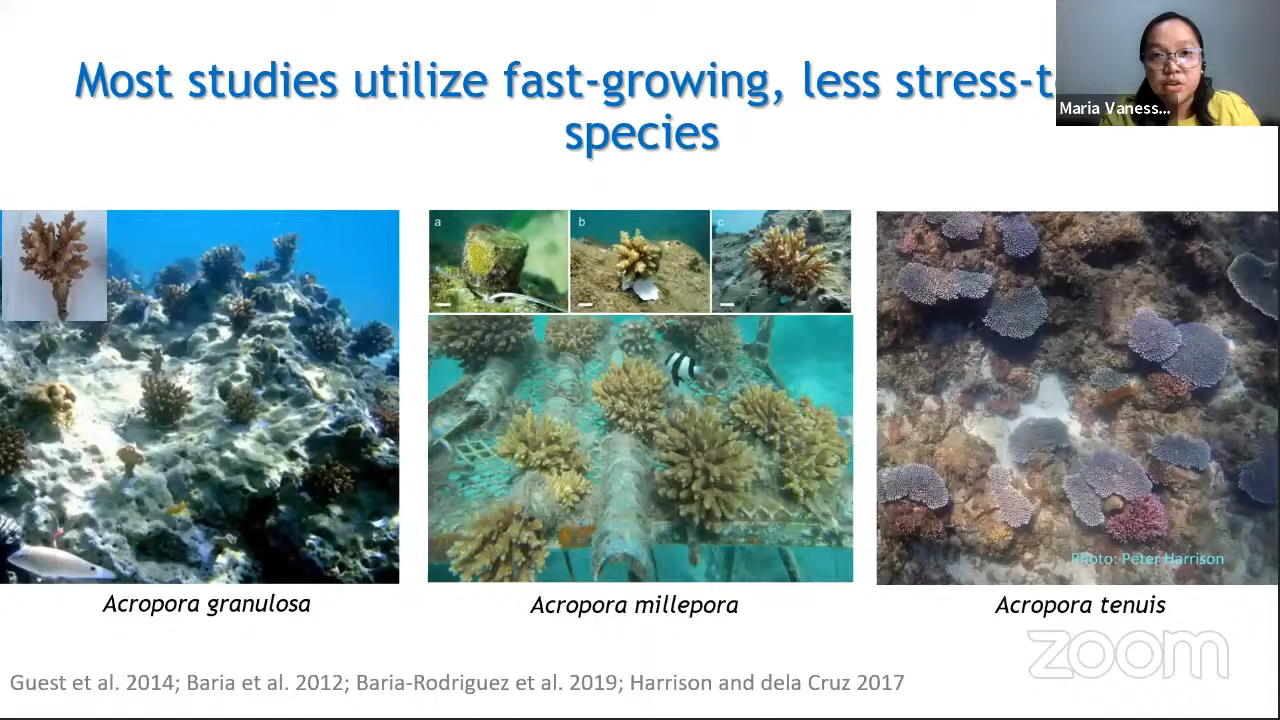 Most studies utilize fast-growing, less stress-t
species
Maria Vaness...
a
b
c
Photo: Peter Harrison
Acropora granulosa
Acropora millepora
Acropora tenuis
zoom
Guest et al. 2014; Baria et al. 2012; Baria-Rodriguez et al. 2019; Harrison and dela Cruz 2017